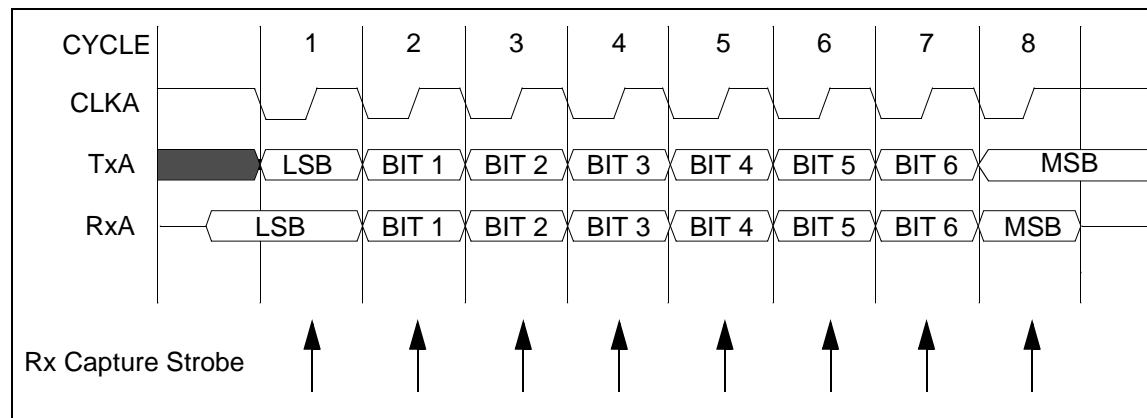 CYCLE 1 2 3 4 5 6 7 8
CLKA
TxA LSB BIT 1 BIT 2 BIT 3 BIT 4 BIT 5 BIT 6 MSB
RxA LSB BIT 1 BIT 2 BIT 3 BIT 4 BIT 5 BIT 6 MSB
Rx Capture Strobe